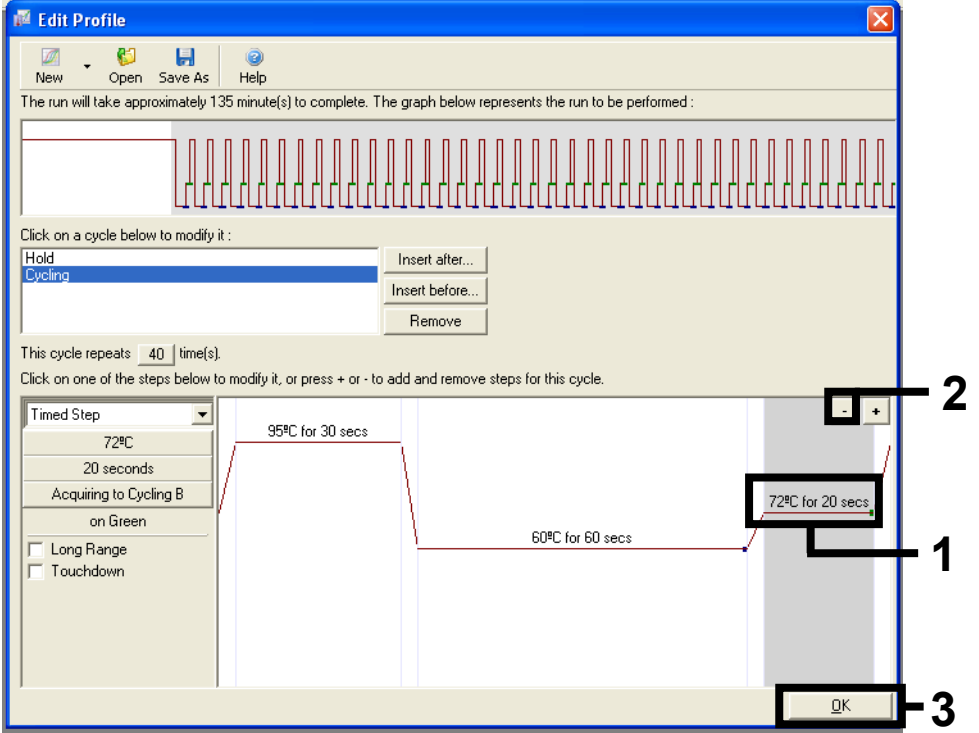 Edit Profile
New Open Save As Help
The run will take approximately 135 minute(s) to complete. The graph below represents the run to be performed :
Click on a cycle below to modify it :
Hold
Cycling
Insert after...
Insert before...
Remove
This cycle repeats 40 time(s).
Click on one of the steps below to modify it, or press + or - to add and remove steps for this cycle.
Timed Step
72ºC
20 seconds
Acquiring to Cycling B
on Green
Long Range
Touchdown
95ºC for 30 secs
60ºC for 60 secs
72ºC for 20 secs
- +
2
1
OK
3